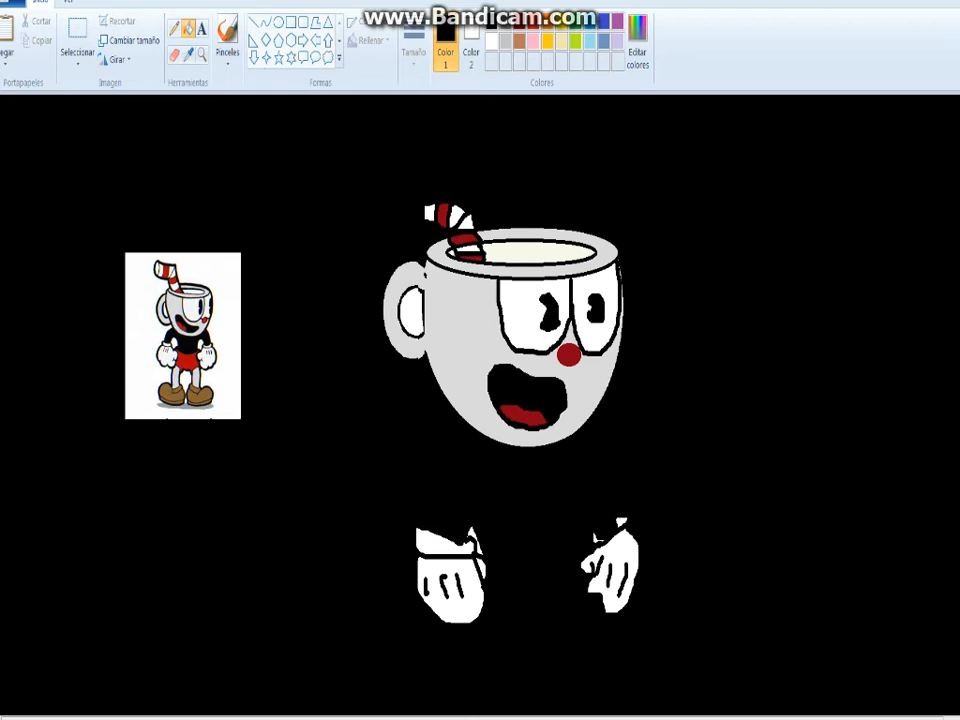 www.Bandicam.com
Cortar
Copiar
Portapapeles
Seleccionar
Recortar
Cambiar tamaño
Girar
Imagen
A
Herramientas
Pinceles
Rellenar
Formas
Tamaño
Color
1
Color
2
Editar
colores
Colores